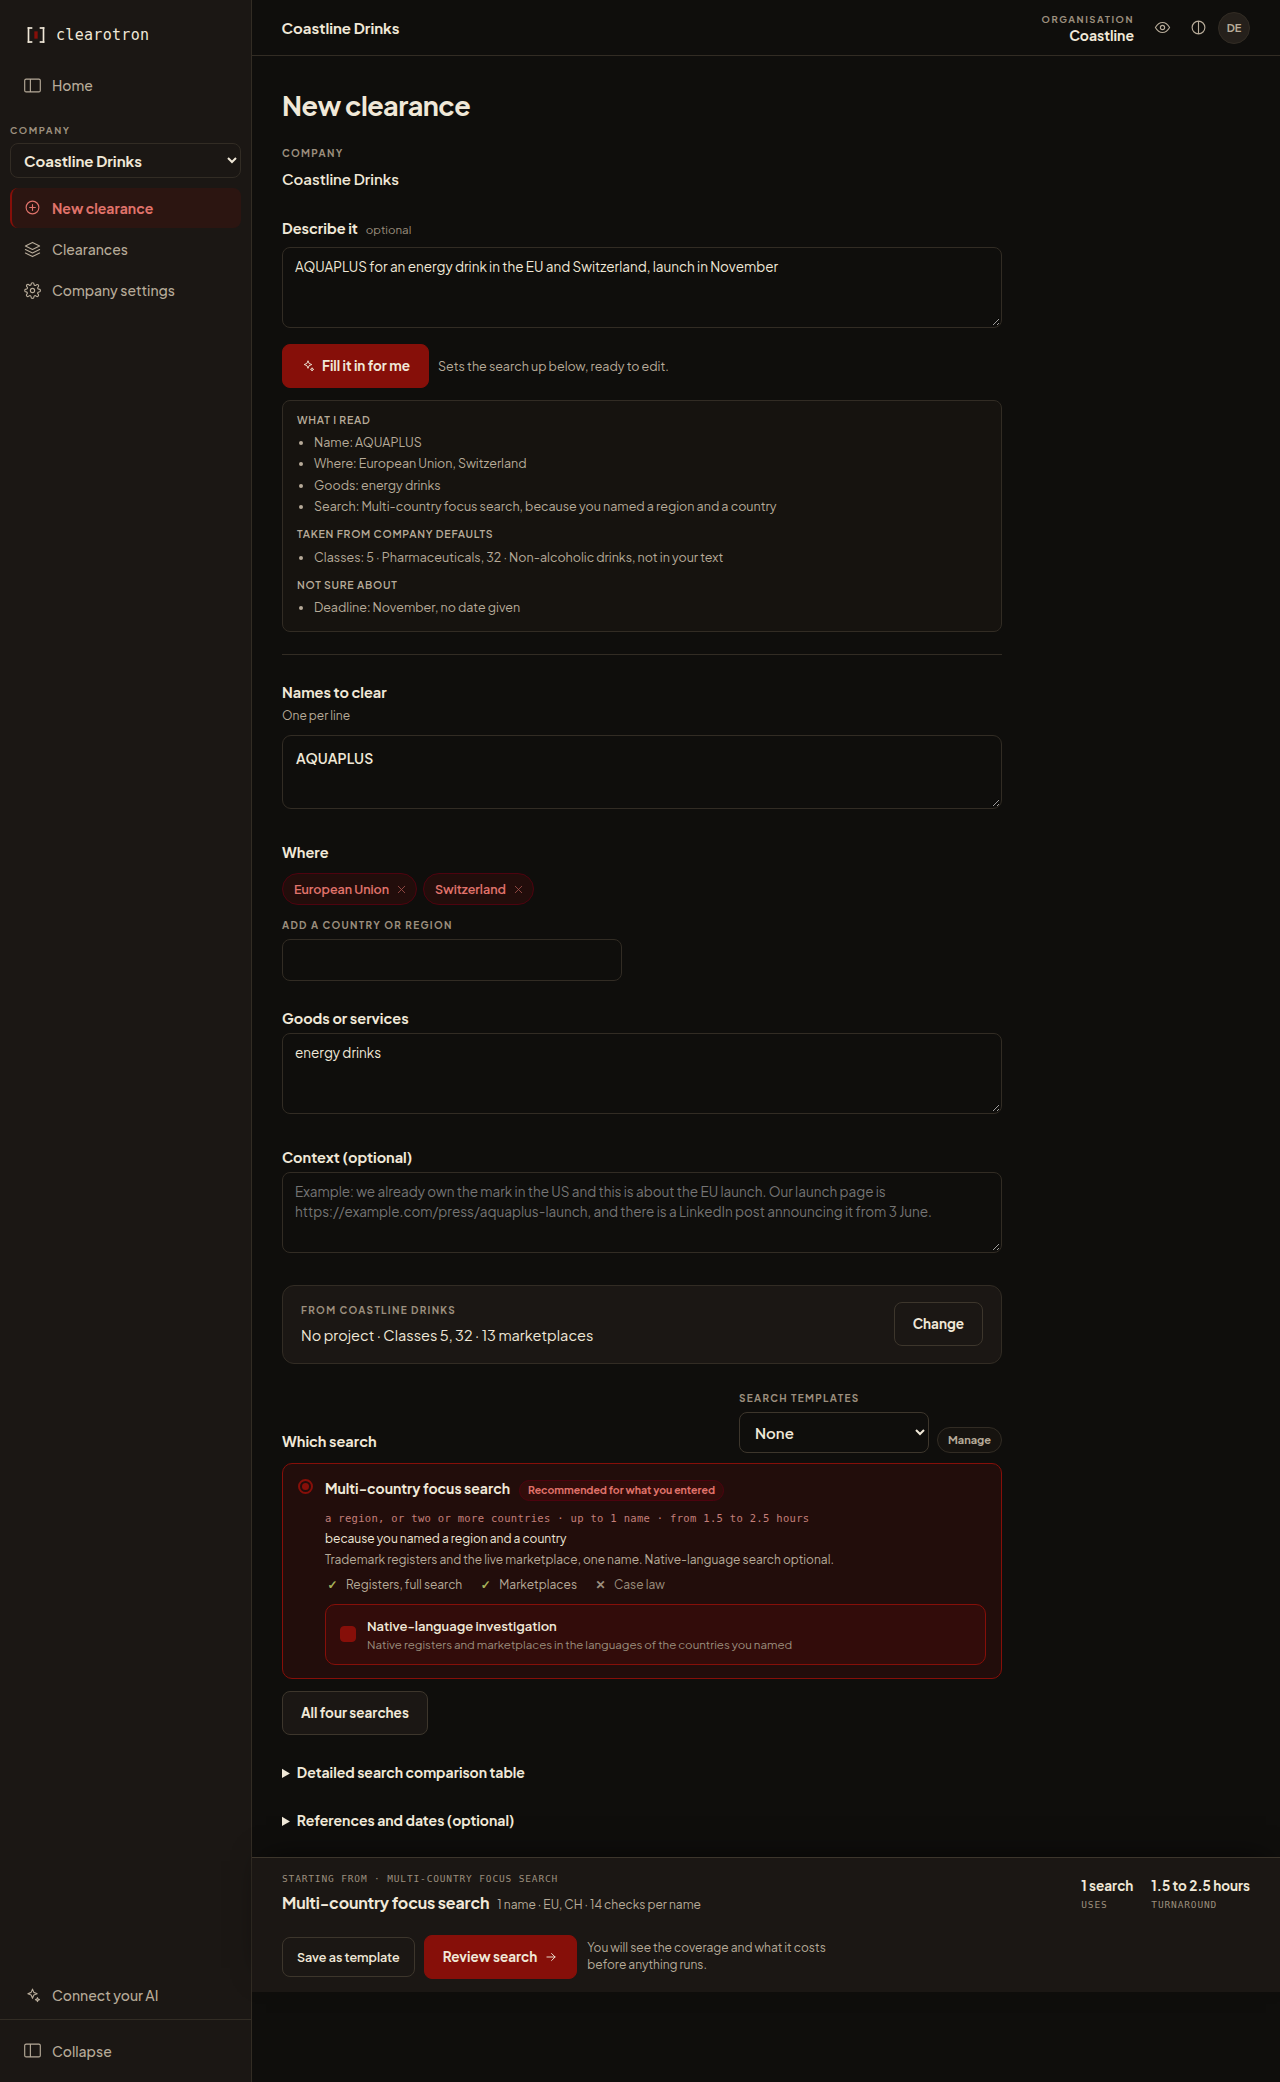 clearotron
Home
COMPANY
Coastline Drinks
New clearance
Clearances
Company settings
Connect your AI
Collapse
Coastline Drinks
ORGANISATION
Coastline
DE
New clearance
COMPANY
Coastline Drinks
Describe it optional
AQUAPLUS for an energy drink in the EU and Switzerland, launch in November
Fill it in for me
Sets the search up below, ready to edit.
WHAT I READ
• Name: AQUAPLUS
• Where: European Union, Switzerland
• Goods: energy drinks
• Search: Multi-country focus search, because you named a region and a country
TAKEN FROM COMPANY DEFAULTS
• Classes: 5 · Pharmaceuticals, 32 · Non-alcoholic drinks, not in your text
NOT SURE ABOUT
• Deadline: November, no date given
Names to clear
One per line
AQUAPLUS
Where
European Union
Switzerland
ADD A COUNTRY OR REGION
Goods or services
energy drinks
Context (optional)
Example: we already own the mark in the US and this is about the EU launch. Our launch page is
https://example.com/press/aquaplus-launch, and there is a LinkedIn post announcing it from 3 June.
FROM COASTLINE DRINKS
No project · Classes 5, 32 · 13 marketplaces
Change
SEARCH TEMPLATES
Which search
None
Manage
Multi-country focus search
Recommended for what you entered
a region, or two or more countries · up to 1 name · from 1.5 to 2.5 hours
because you named a region and a country
Trademark registers and the live marketplace, one name. Native-language search optional.
✓ Registers, full search ✓ Marketplaces ✕ Case law
Native-language investigation
Native registers and marketplaces in the languages of the countries you named
All four searches
Detailed search comparison table
References and dates (optional)
STARTING FROM · MULTI-COUNTRY FOCUS SEARCH
Multi-country focus search 1 name · EU, CH · 14 checks per name
1 search
USES
1.5 to 2.5 hours
TURNAROUND
Save as template
Review search →
You will see the coverage and what it costs
before anything runs.